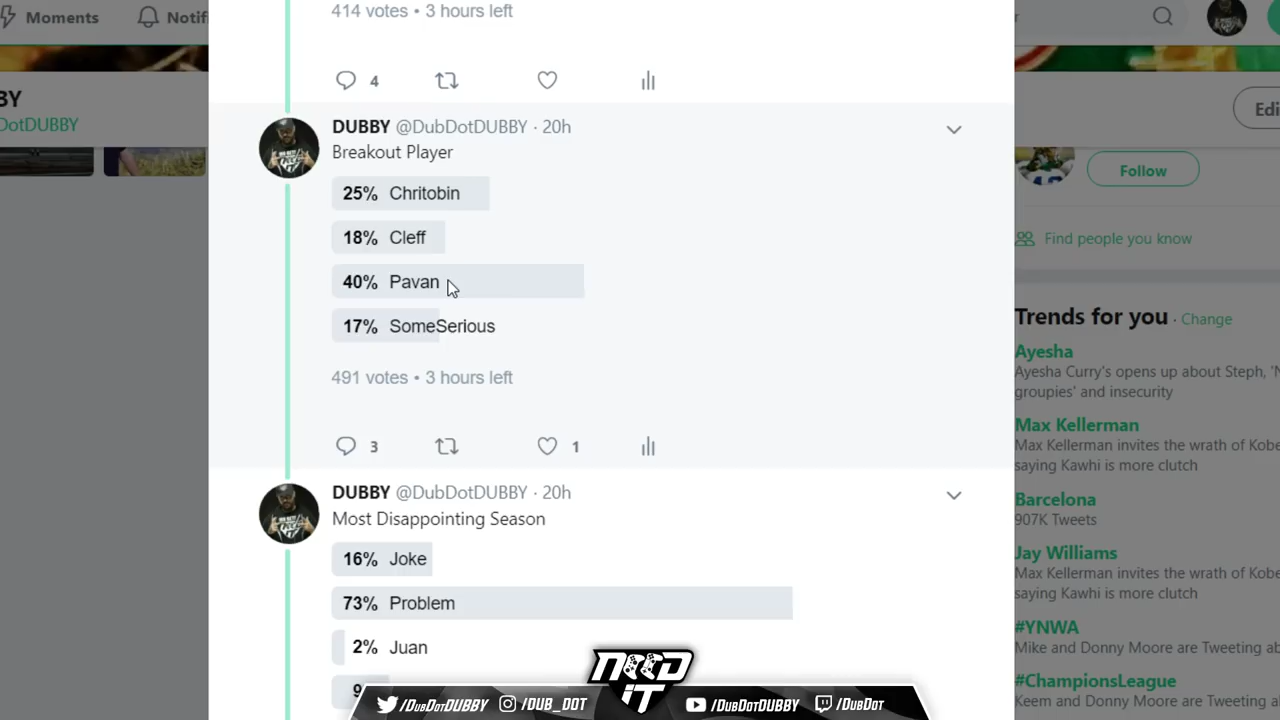 Moments
Notifi
BY
DotDUBBY
414 votes • 3 hours left
4
DUBBY @DubDotDUBBY · 20h
Breakout Player
25% Chritobin
18% Cleff
40% Pavan
17% SomeSerious
491 votes • 3 hours left
3
1
DUBBY @DubDotDUBBY · 20h
Most Disappointing Season
16% Joke
73% Problem
2% Juan
9
r
Edi
Follow
Find people you know
Trends for you · Change
Ayesha
Ayesha Curry's opens up about Steph, 'N
groupies' and insecurity
Max Kellerman
Max Kellerman invites the wrath of Kobe
saying Kawhi is more clutch
Barcelona
907K Tweets
Jay Williams
Max Kellerman invites the wrath of Kobe
saying Kawhi is more clutch
#YNWA
Mike and Donny Moore are Tweeting ab
#ChampionsLeague
Keem and Donny Moore are Tweeting a
NEED
IT
/DubDotDUBBY
/DUB_DOT
/DubDotDUBBY
/DubDot